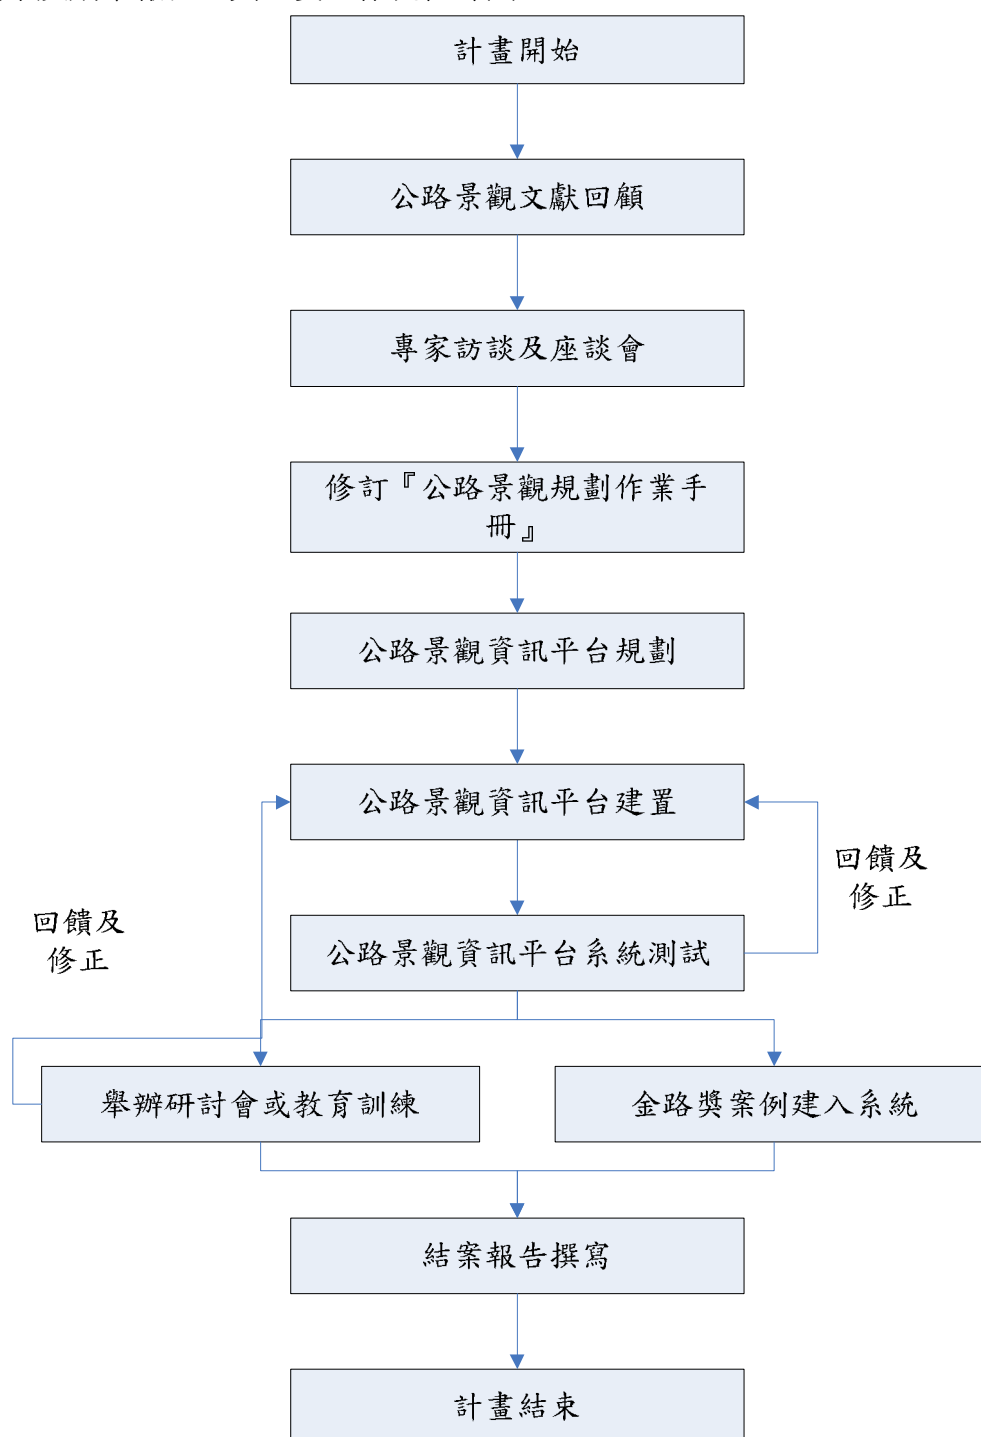 計畫開始
公路景觀文獻回顧
專家訪談及座談會
修訂『公路景觀規劃作業手
冊』
公路景觀資訊平台規劃
公路景觀資訊平台建置
回饋及
修正
回饋及
修正
公路景觀資訊平台系統測試
舉辦研討會或教育訓練
金路獎案例建入系統
結案報告撰寫
計畫結束